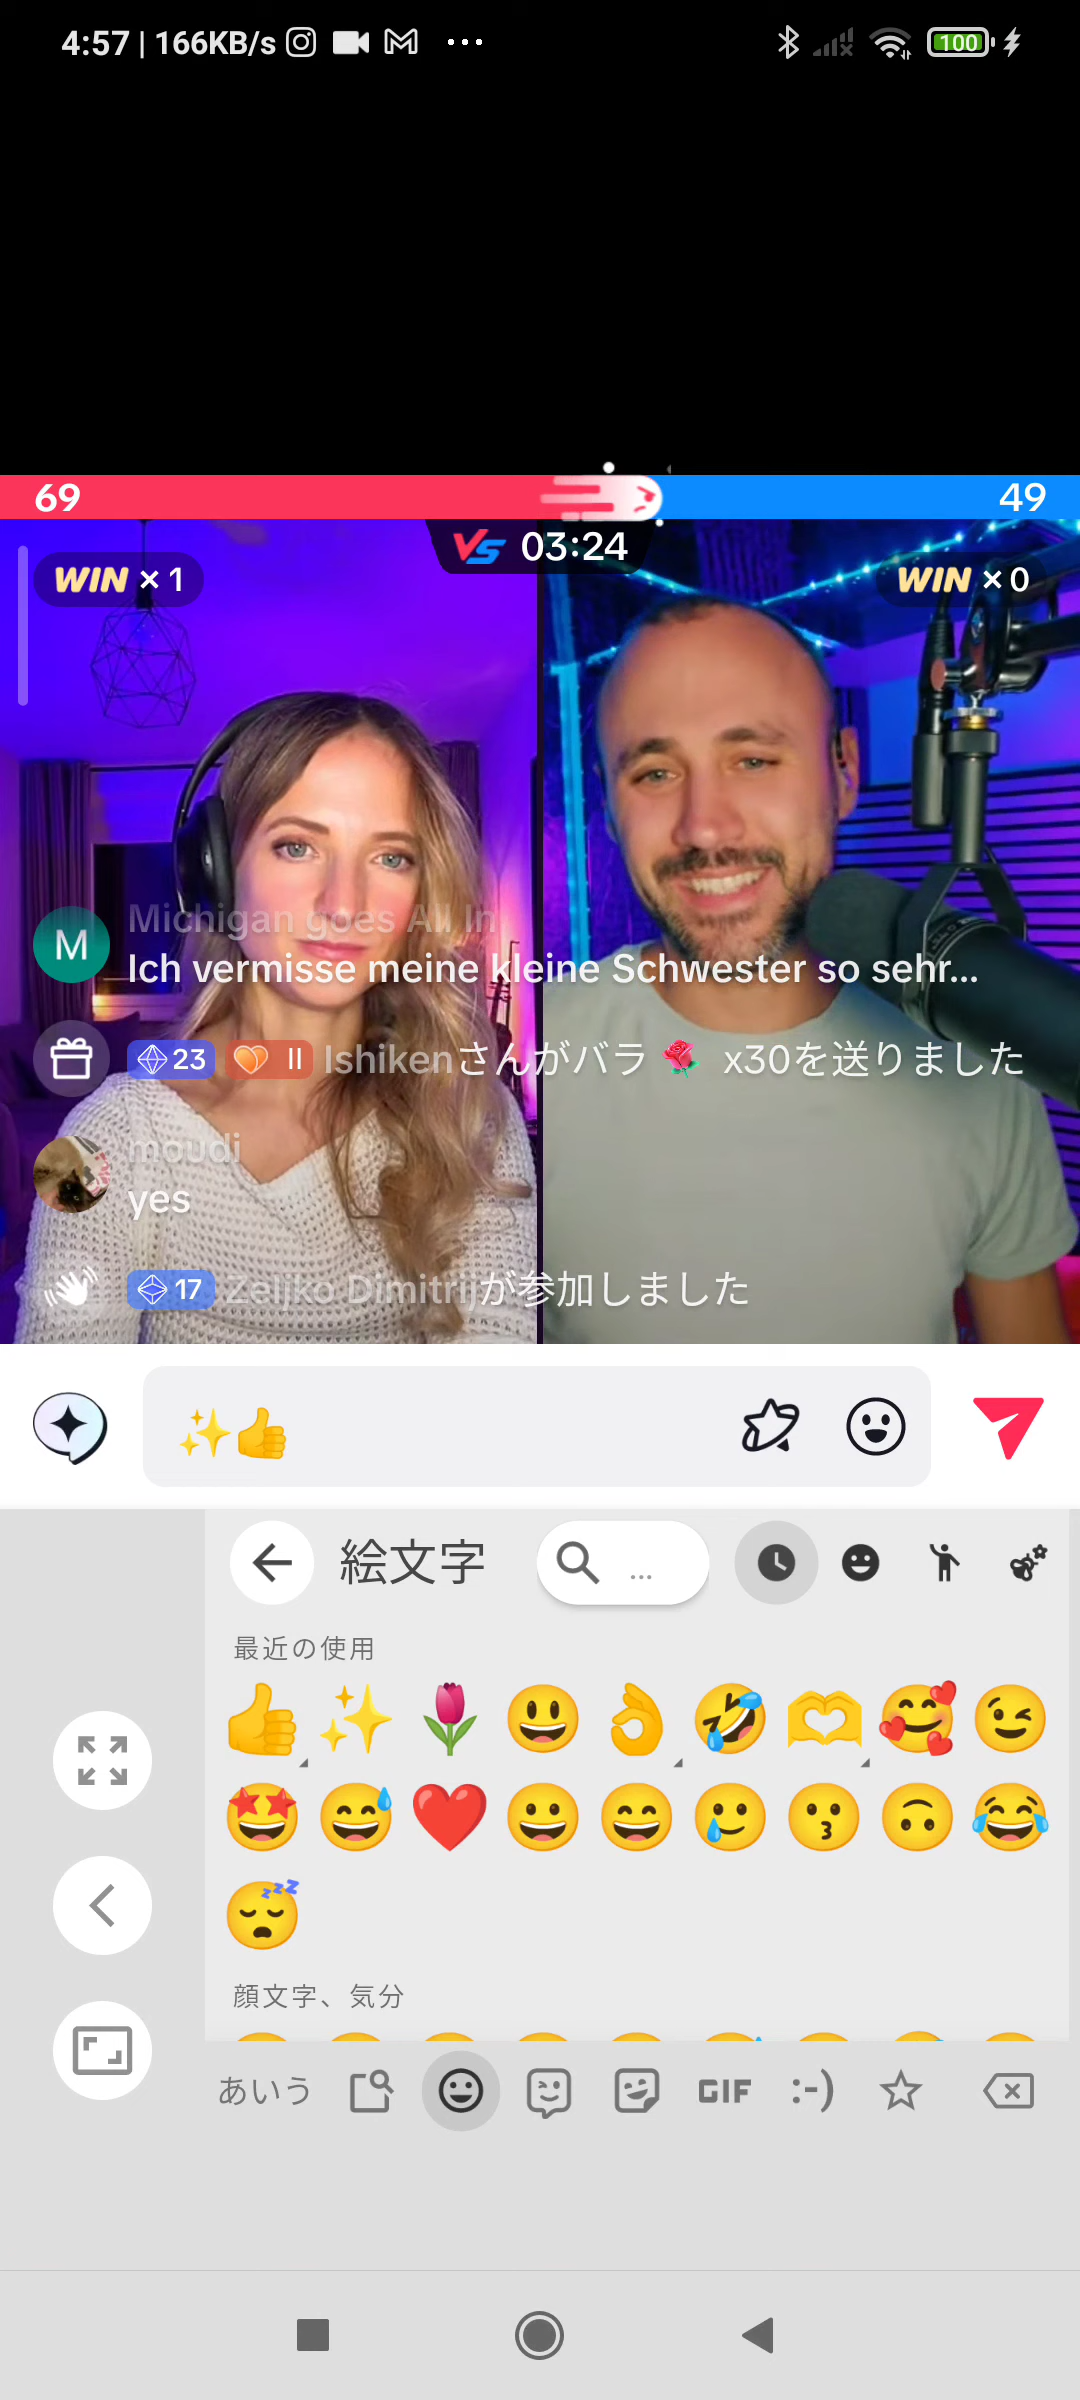 4:57 | 166KB/s
100
69
49
VS 03:24
WIN × 1
WIN × 0
Michigan goes All In
M
Ich vermisse meine kleine Schwester so sehr...
23 II Ishikenさんがバラ 🌹 x30を送りました
moudi
yes
17 Zeljko Dimitrijが参加しました
✨👍
絵文字
...
最近の使用
顔文字、気分
あいう
GIF
:-)